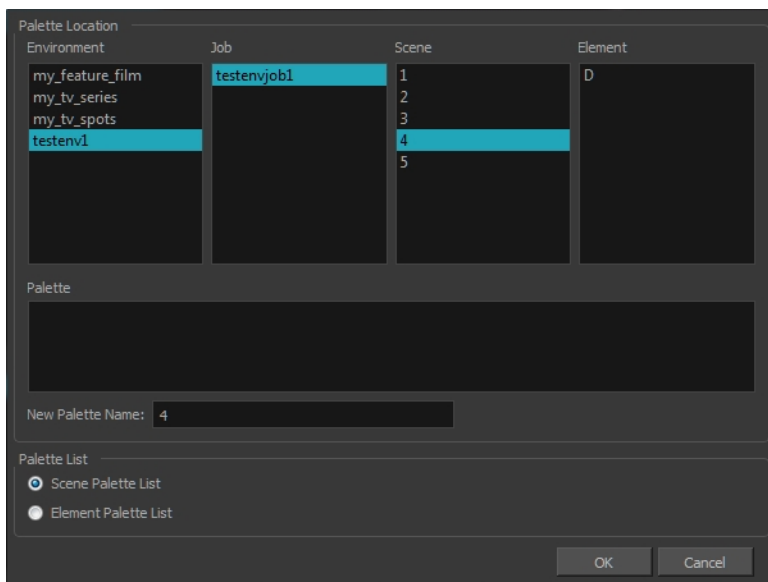 Palette Location
Environment
Job
Scene
Element
my_feature_film
my_tv_series
my_tv_spots
testenv1
testenvjob1
1
2
3
4
5
D
Palette
New Palette Name: 4
Palette List
Scene Palette List
Element Palette List
OK
Cancel